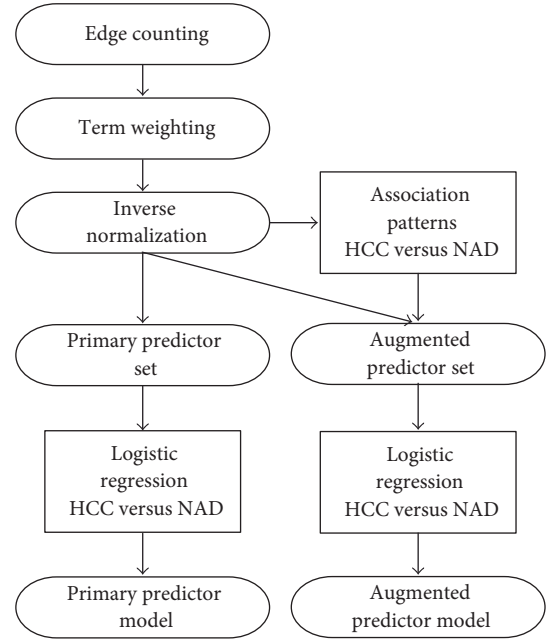 Edge counting
Term weighting
Inverse
normalization
Association
patterns
HCC versus NAD
Primary predictor
set
Augmented
predictor set
Logistic
regression
HCC versus NAD
Logistic
regression
HCC versus NAD
Primary predictor
model
Augmented
predictor model